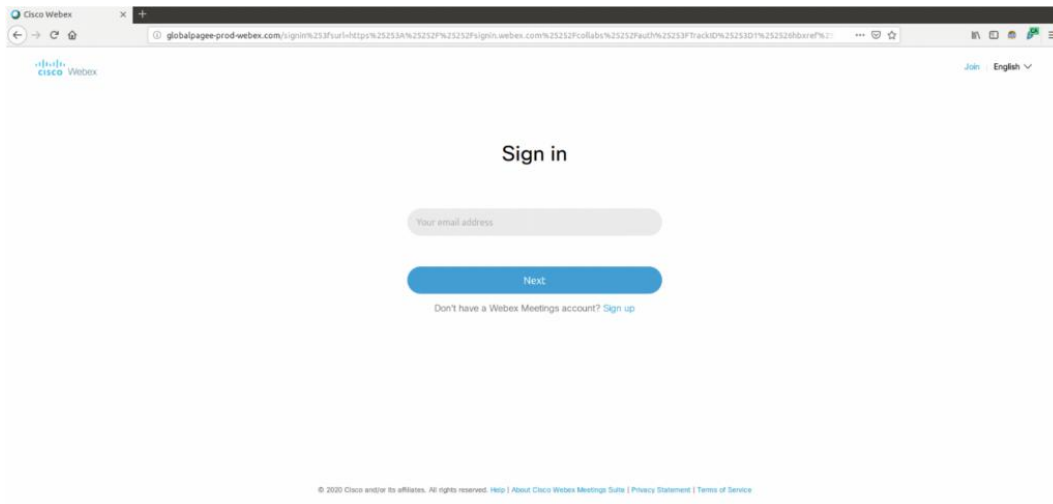 Cisco Webex
globalpagee-prod-webex.com/signin%253fsurl=https%25253A%25252F%25252Fsignin.webex.com%25252Fcollabs%25252Fauth%25253FTrackID%25253D1%252526hbxref%2
cisco Webex
Join English
Sign in
Your email address
Next
Don't have a Webex Meetings account? Sign up
© 2020 Cisco and/or its affiliates. All rights reserved. Help | About Cisco Webex Meetings Suite | Privacy Statement | Terms of Service